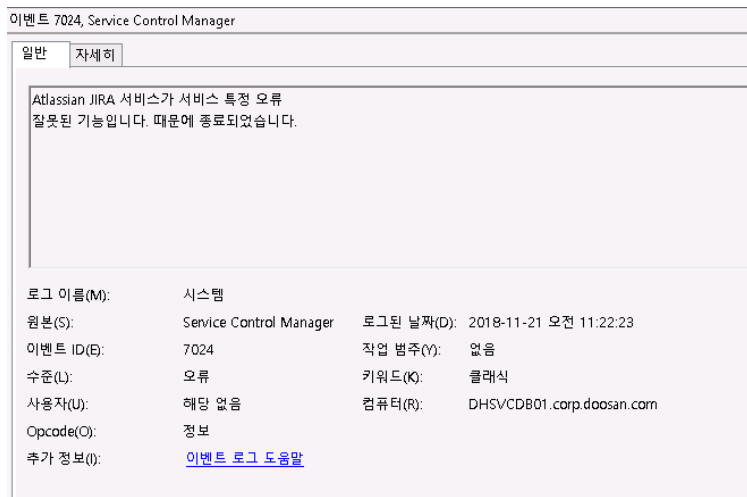 이벤트 7024, Service Control Manager
일반 자세히
Atlassian JIRA 서비스가 서비스 특정 오류
잘못된 기능입니다. 때문에 종료되었습니다.
로그 이름(M): 시스템
원본(S): Service Control Manager 로그된 날짜(D): 2018-11-21 오전 11:22:23
이벤트 ID(E): 7024 작업 범주(Y): 없음
수준(L): 오류 키워드(K): 클래식
사용자(U): 해당 없음 컴퓨터(R): DHSVCDB01.corp.doosan.com
Opcode(O): 정보
추가 정보(I): 이벤트 로그 도움말